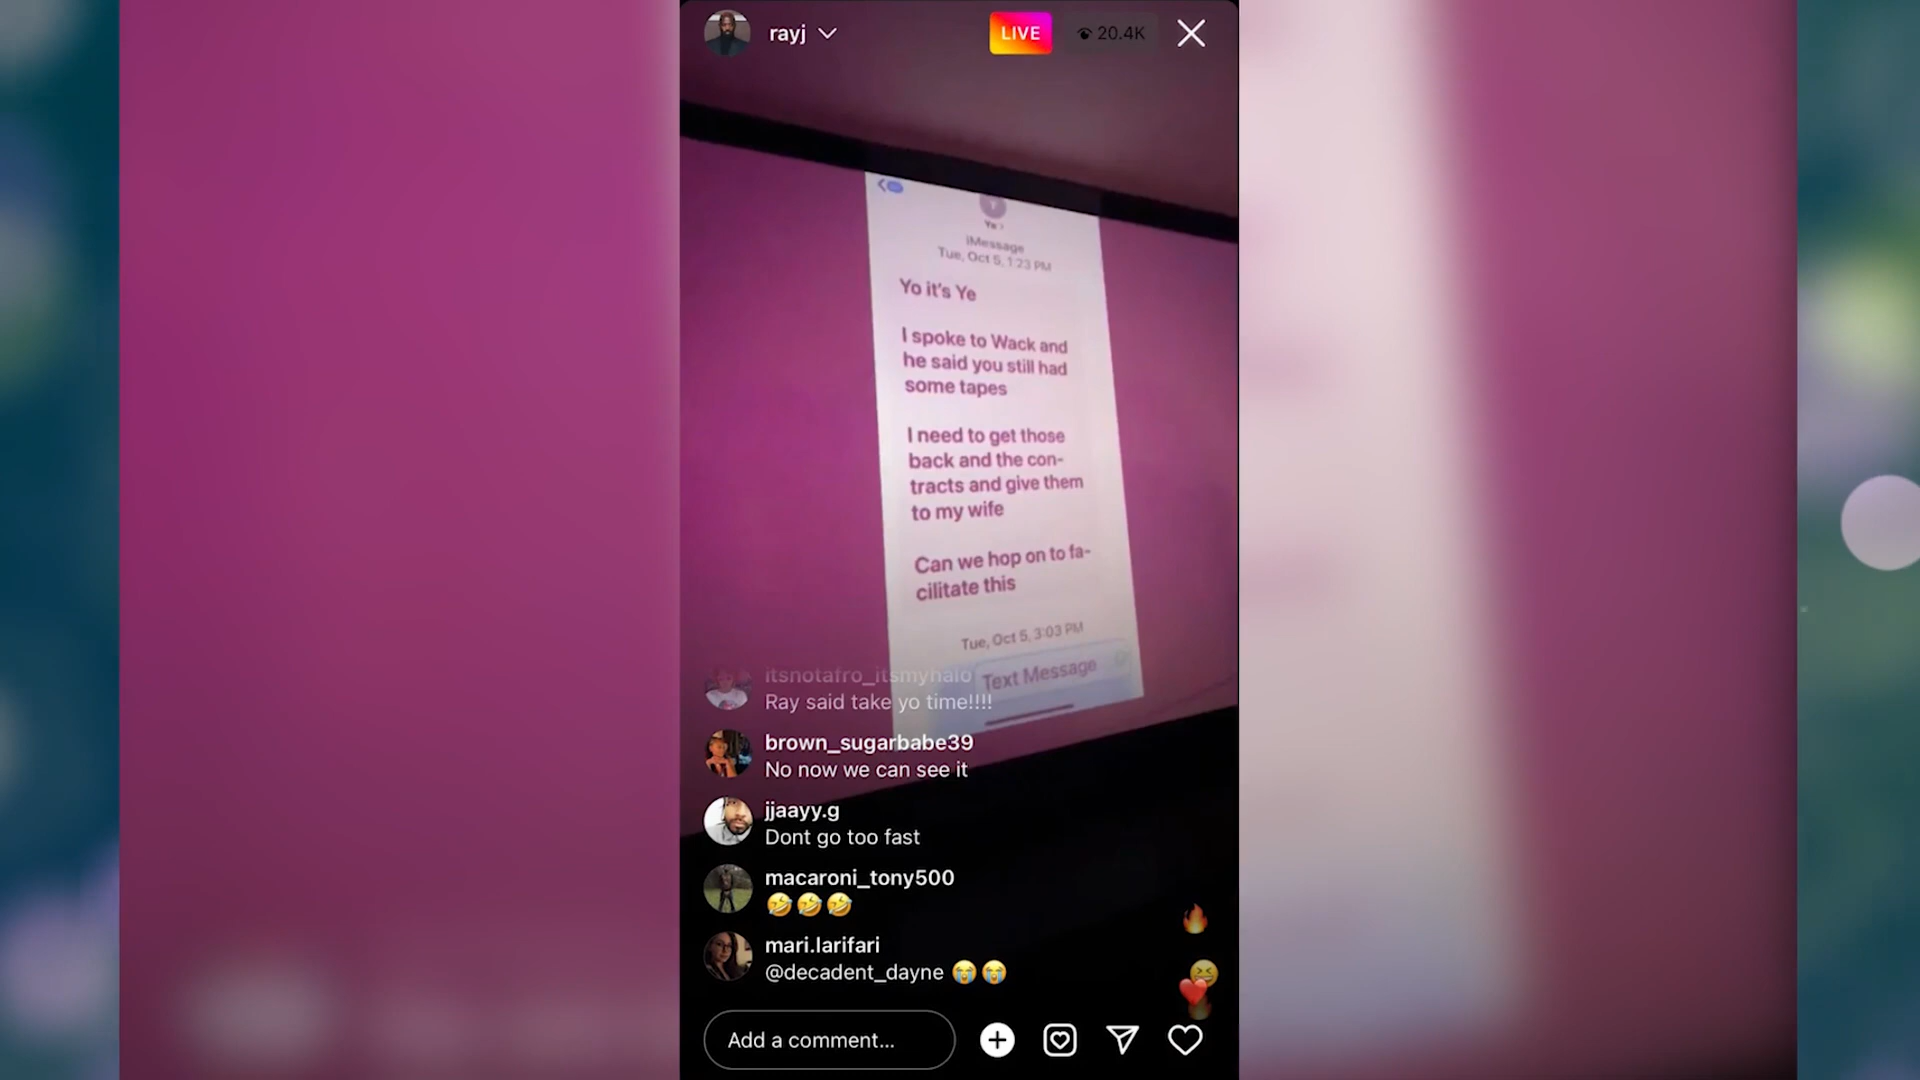 rayj
LIVE
20.4K
Ye
iMessage
Tue, Oct 5, 1:23 PM
Yo it's Ye
I spoke to Wack and
he said you still had
some tapes
I need to get those
back and the con-
tracts and give them
to my wife
Can we hop on to fa-
cilitate this
Tue, Oct 5, 3:03 PM
Text Message
itsnotafro_itsmyhalo
Ray said take yo time!!!!
brown_sugarbabe39
No now we can see it
jjaayy.g
Dont go too fast
macaroni_tony500
🤣🤣🤣
mari.larifari
@decadent_dayne 😭😭
Add a comment...